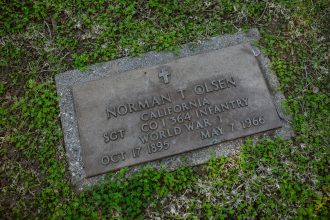 NORMAN T OLSEN
CALIFORNIA
SGT CO I 364 INFANTRY
WORLD WAR I
OCT 17 1895 MAY 7 1966